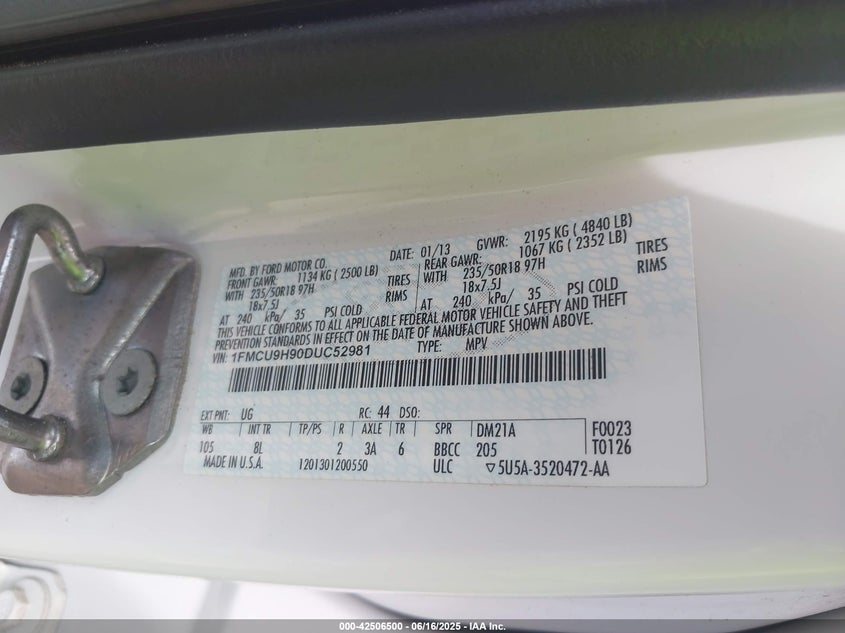 MFD. BY FORD MOTOR CO. DATE: 01/13 GVWR: 2195 KG ( 4840 LB)
FRONT GAWR: 1134 KG ( 2500 LB) REAR GAWR: 1067 KG ( 2352 LB)
WITH 235/50R18 97H TIRES WITH 235/50R18 97H TIRES
18x7.5J RIMS 18x7.5J RIMS
AT 240 kPa/ 35 PSI COLD AT 240 kPa/ 35 PSI COLD
THIS VEHICLE CONFORMS TO ALL APPLICABLE FEDERAL MOTOR VEHICLE SAFETY AND THEFT
PREVENTION STANDARDS IN EFFECT ON THE DATE OF MANUFACTURE SHOWN ABOVE.
VIN: 1FMCU9H90DUC52981 TYPE: MPV
EXT PNT: UG RC: 44 DSO:
WB INT TR TP/PS R AXLE TR SPR DM21A F0023
105 8L 2 3A 6 BBCC 205 T0126
MADE IN U.S.A. 1201301200550 ULC ▽5U5A-3520472-AA
000-42506500 - 06/16/2025 - IAA Inc.